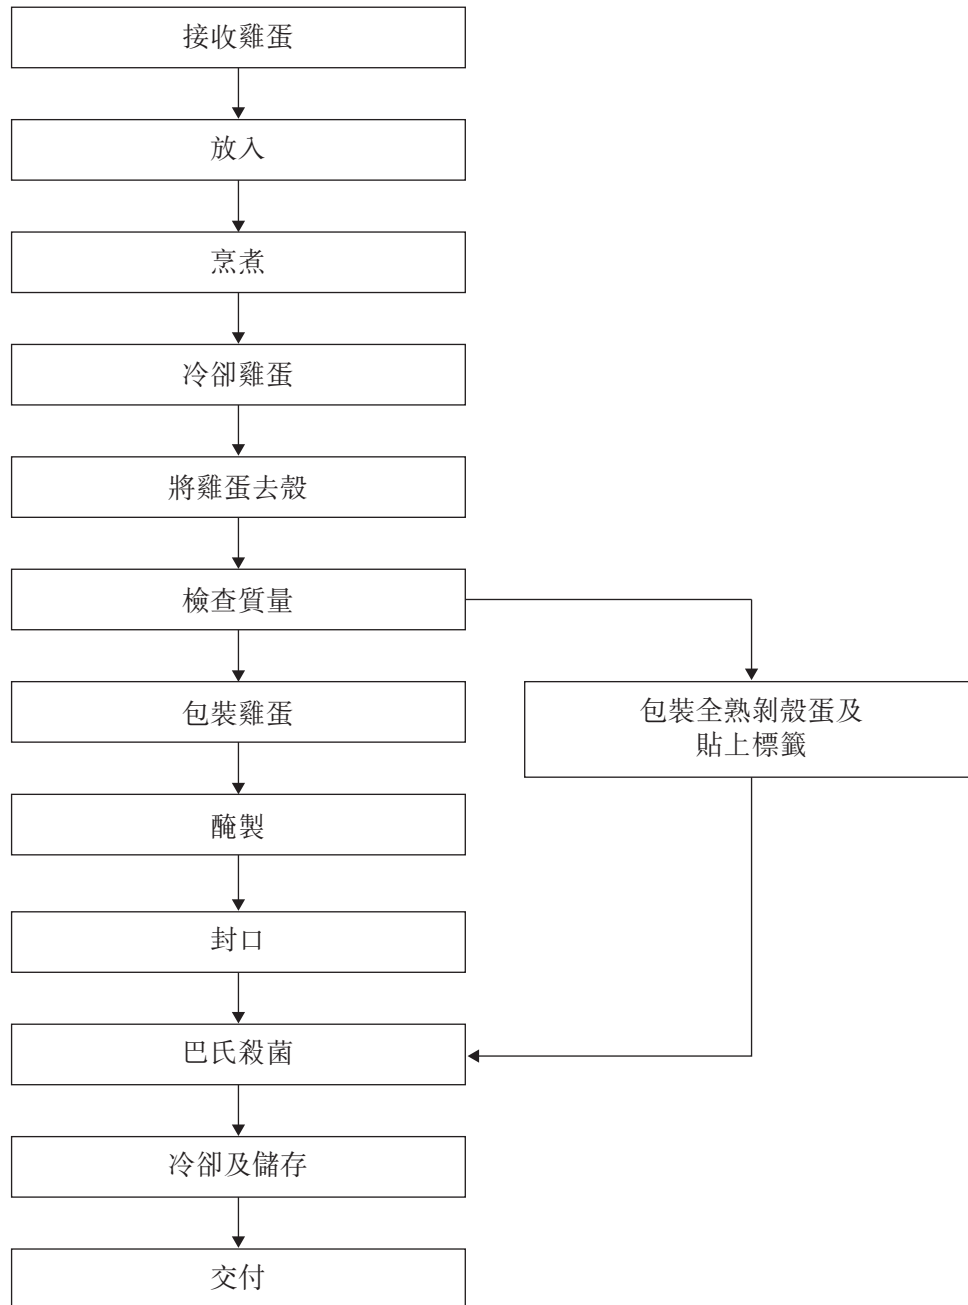 接收雞蛋
放入
烹煮
冷卻雞蛋
將雞蛋去殼
檢查質量
包裝雞蛋
包裝全熟剝殼蛋及
貼上標籤
醃製
封口
巴氏殺菌
冷卻及儲存
交付